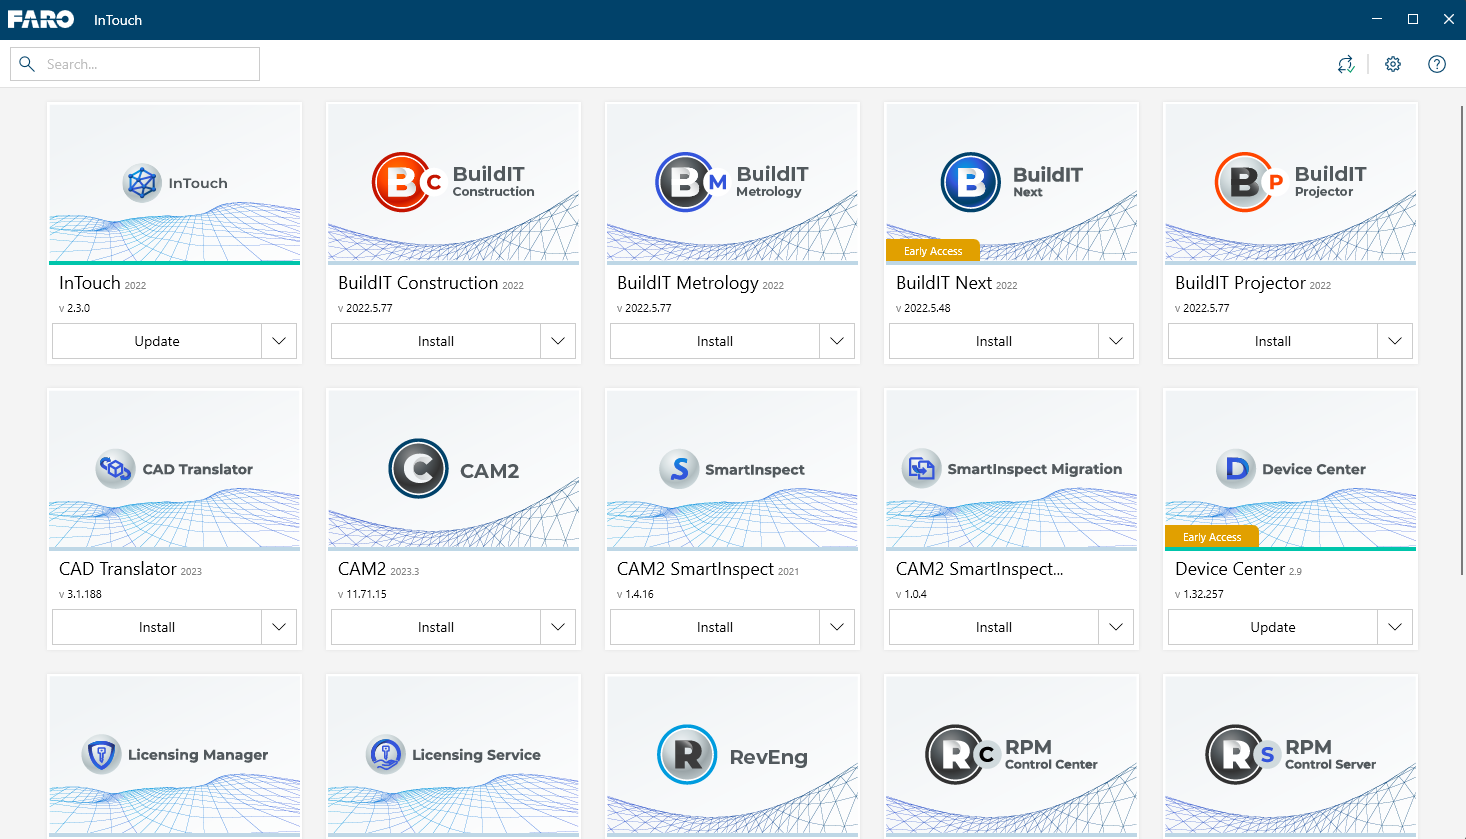 FARO InTouch
Search...
InTouch
BuildIT
Construction
BuildIT
Metrology
BuildIT
Next
BuildIT
Projector
B C
B M
B
B P
Early Access
InTouch 2022
v 2.3.0
Update
BuildIT Construction 2022
v 2022.5.77
Install
BuildIT Metrology 2022
v 2022.5.77
Install
BuildIT Next 2022
v 2022.5.48
Install
BuildIT Projector 2022
v 2022.5.77
Install
CAD Translator
C CAM2
S SmartInspect
SmartInspect Migration
D Device Center
Early Access
CAD Translator 2023
v 3.1.188
Install
CAM2 2023.3
v 11.71.15
Install
CAM2 SmartInspect 2021
v 1.4.16
Install
CAM2 SmartInspect...
v 1.0.4
Install
Device Center 2.9
v 1.32.257
Update
Licensing Manager
Licensing Service
R RevEng
R C RPM
Control Center
R S RPM
Control Server